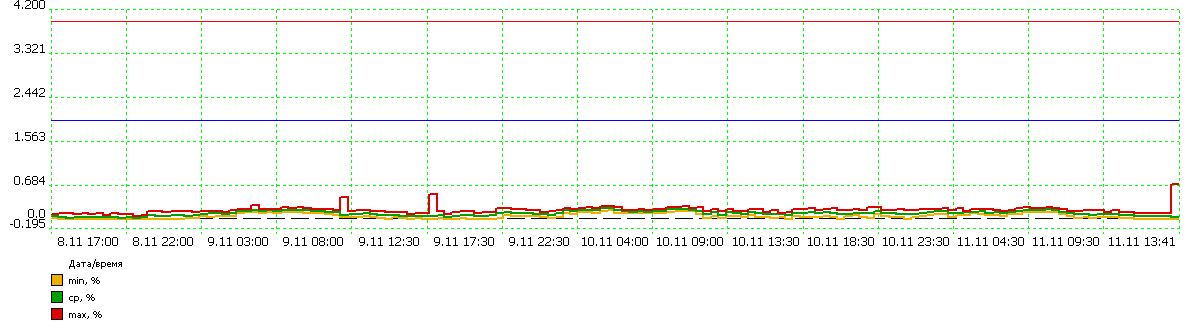 4.200
3.321
2.442
1.563
0.684
0.0
-0.195
8.11 17:00 8.11 22:00 9.11 03:00 9.11 08:00 9.11 12:30 9.11 17:30 9.11 22:30 10.11 04:00 10.11 09:00 10.11 13:30 10.11 18:30 10.11 23:30 11.11 04:30 11.11 09:30 11.11 13:41
Дата/время
min, %
ср, %
max, %